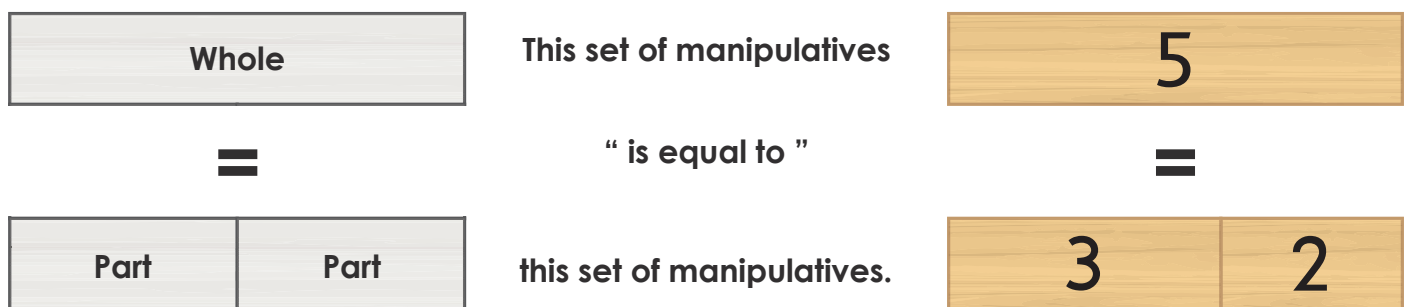 Whole This set of manipulatives 5
= “ is equal to ” =
Part Part this set of manipulatives. 3 2